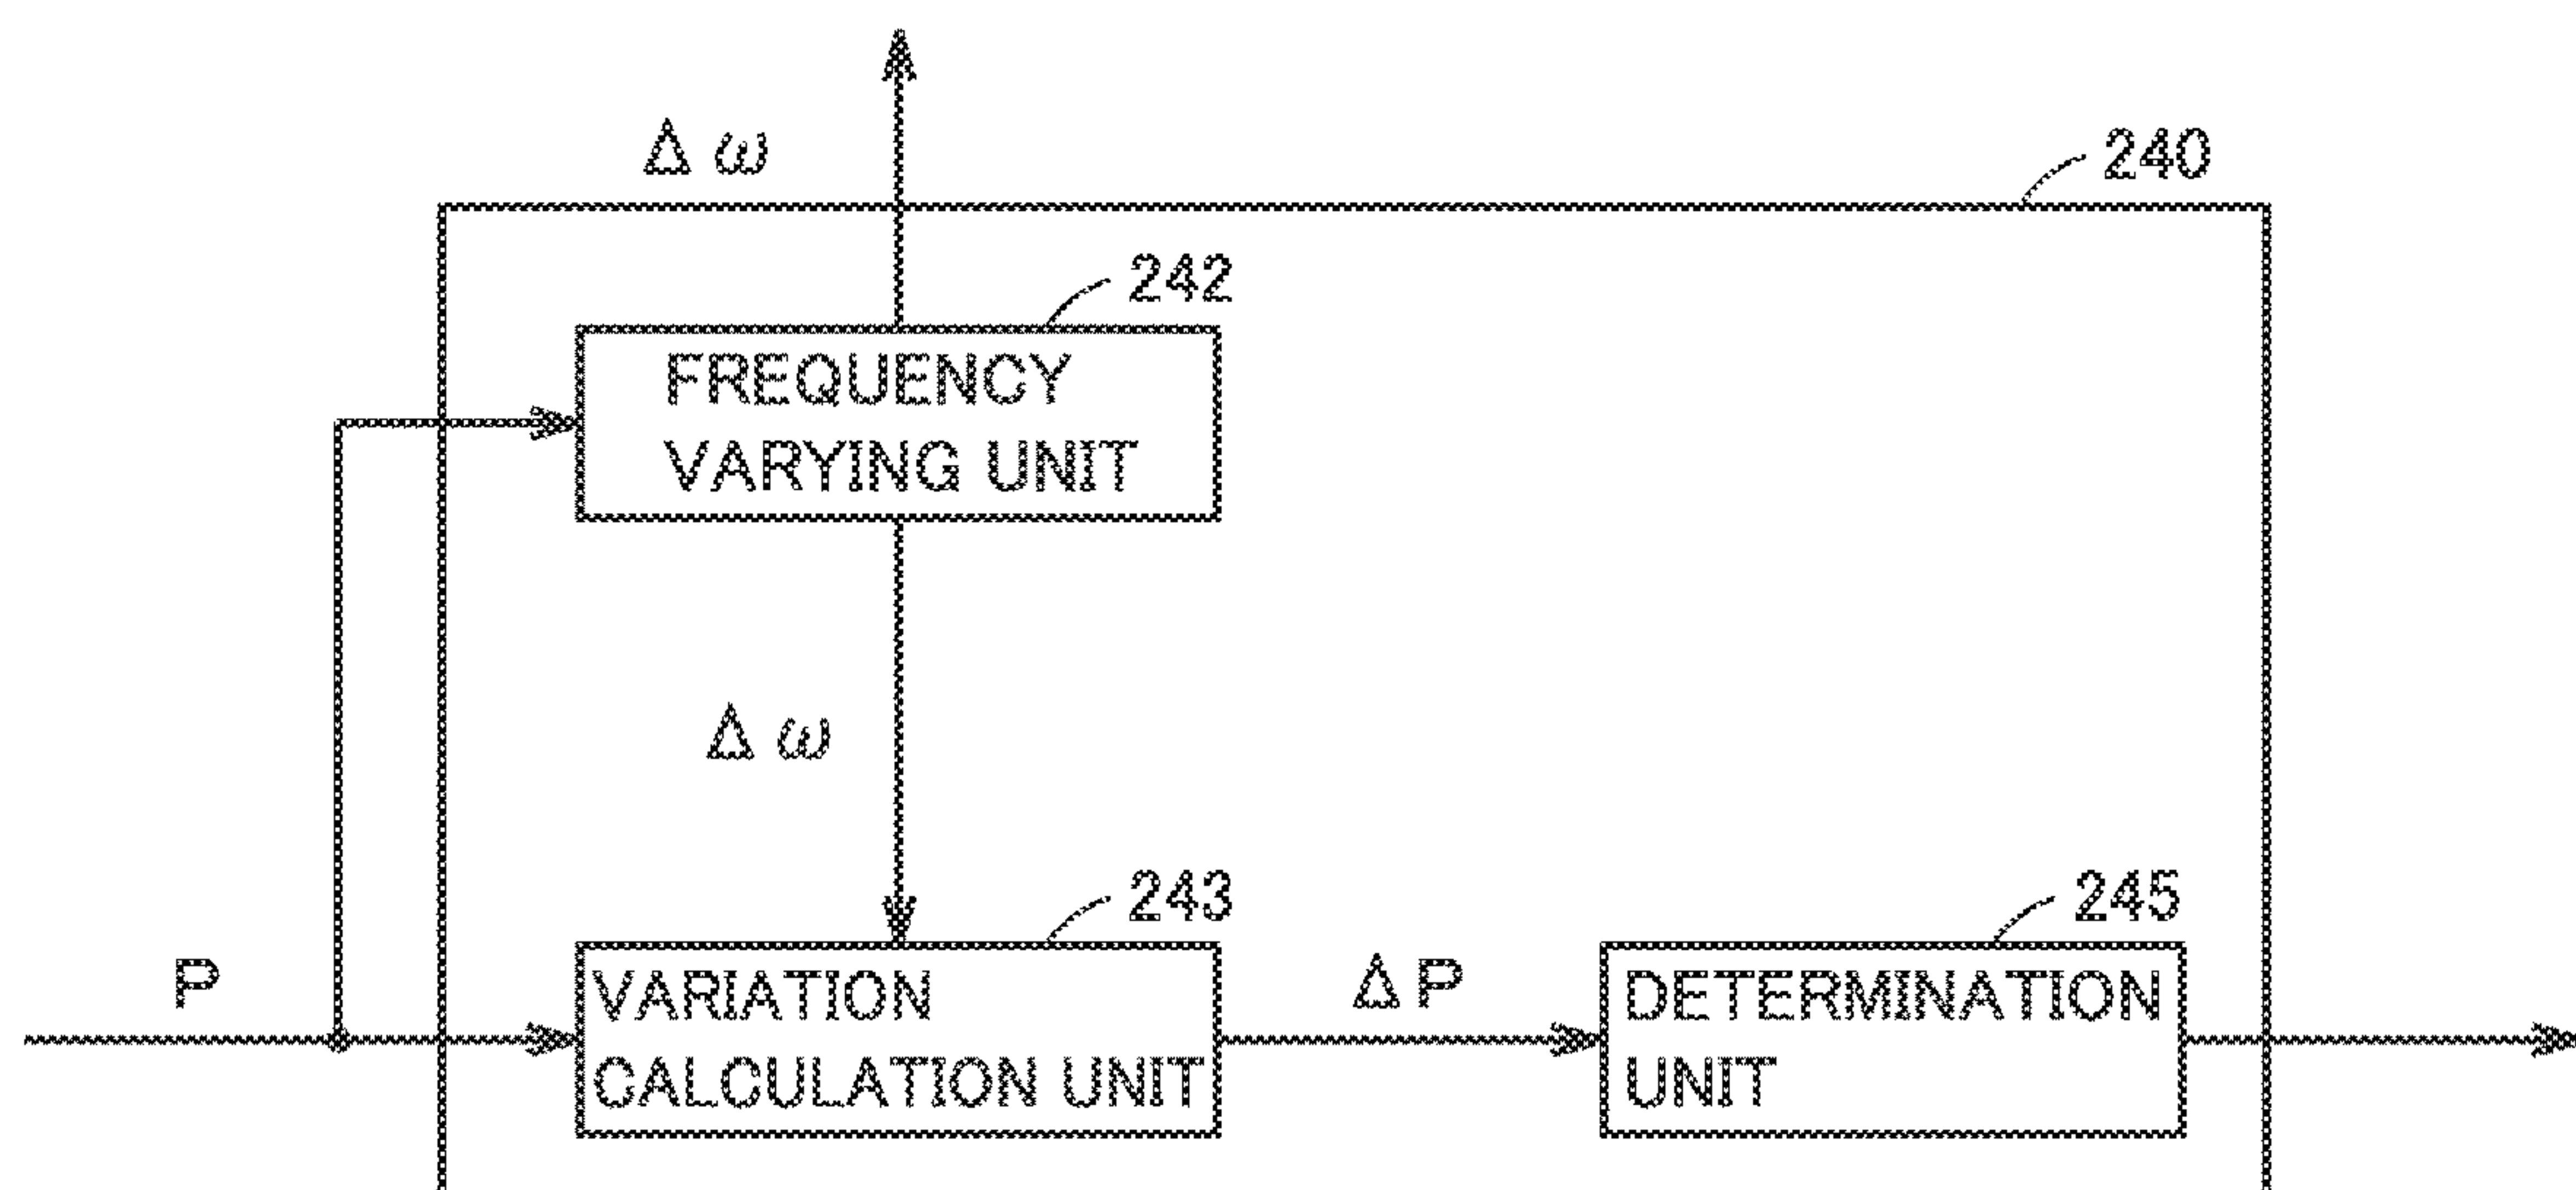 Δω
240
242
FREQUENCY
VARYING UNIT
Δω
243
245
P
VARIATION
CALCULATION UNIT
ΔP
DETERMINATION
UNIT